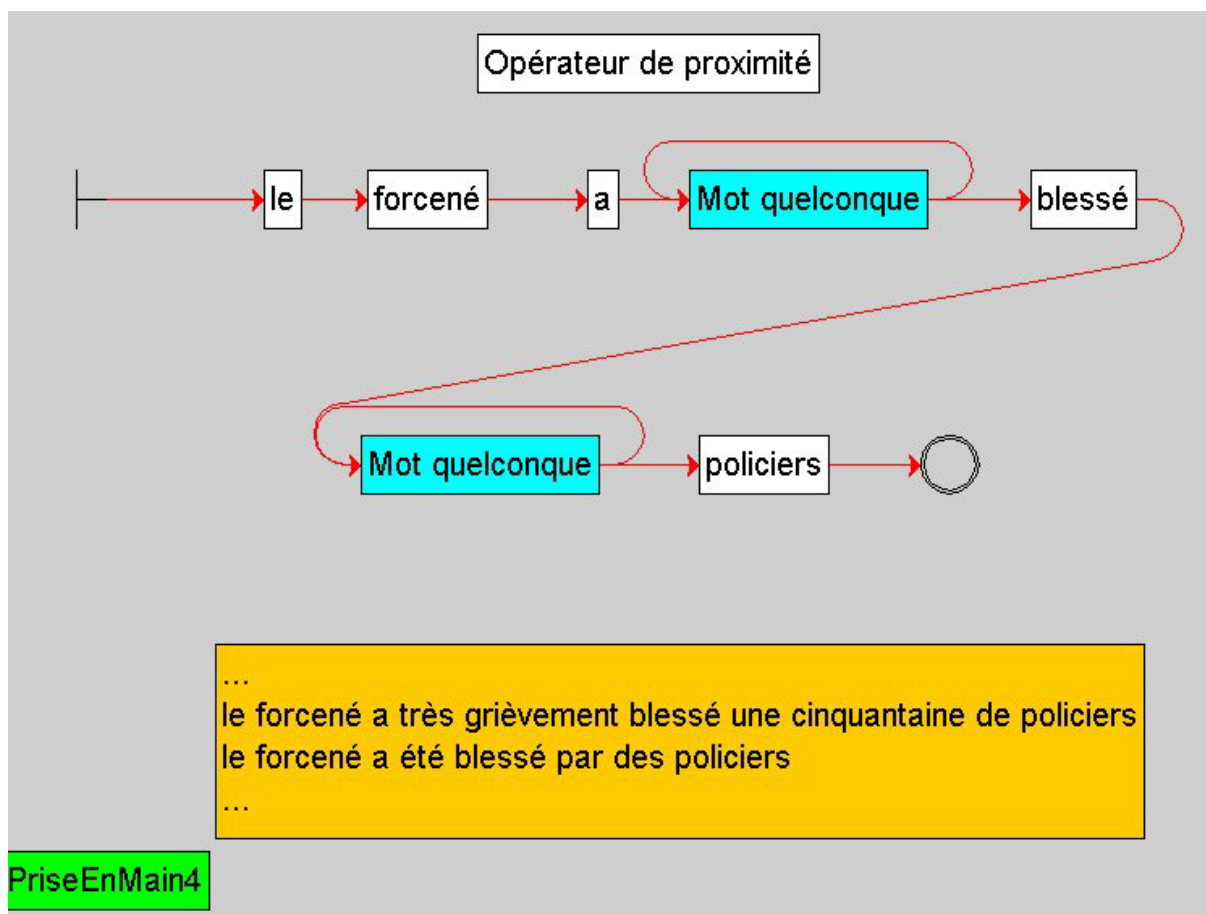 Opérateur de proximité
le forcené a Mot quelconque blessé
Mot quelconque policiers
...
le forcené a très grièvement blessé une cinquantaine de policiers
le forcené a été blessé par des policiers
...
PriseEnMain4